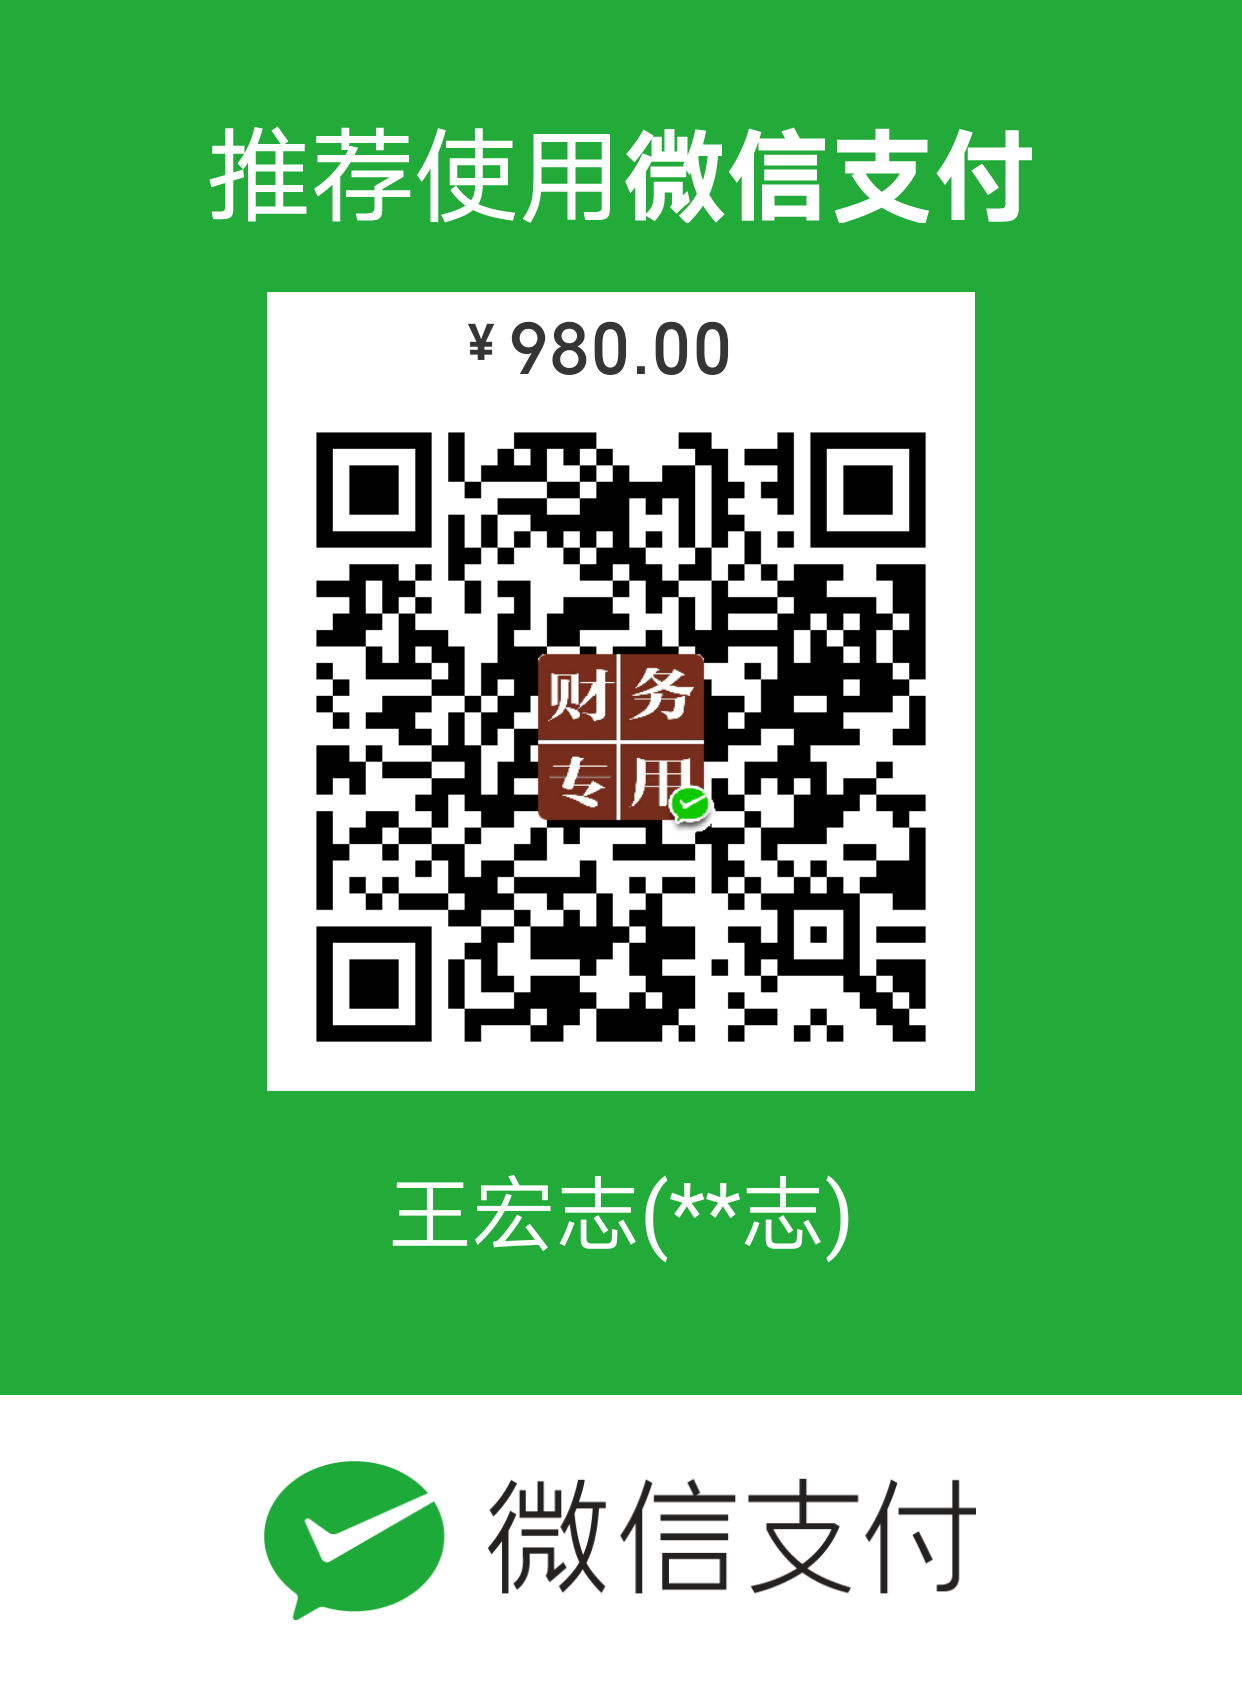 推荐使用微信支付
¥980.00
财务
专用
王宏志(**志)
微信支付